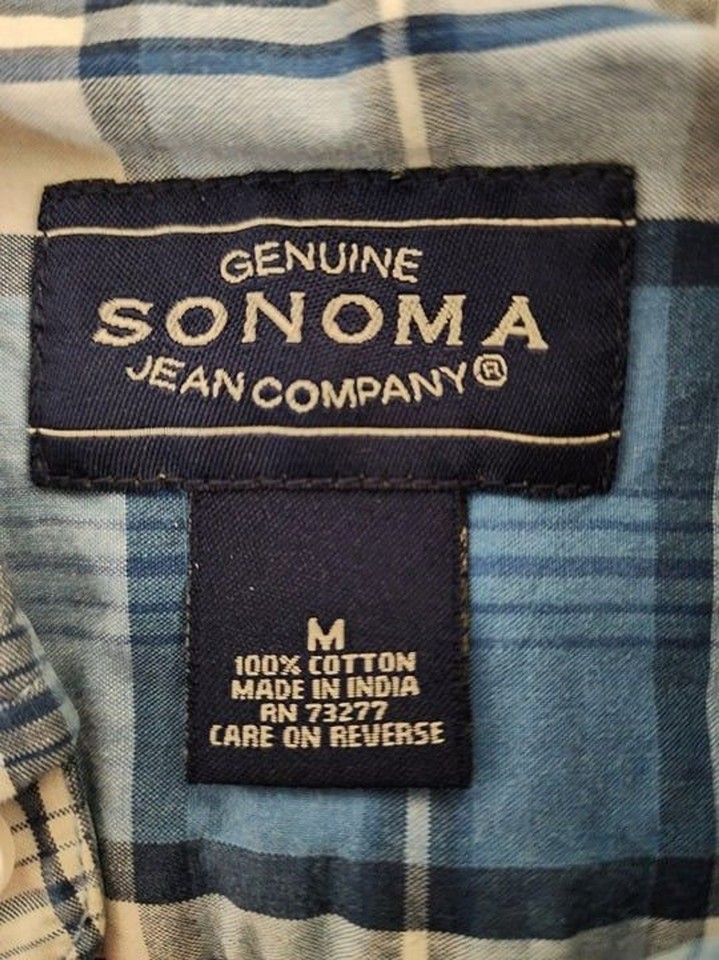 GENUINE
SONOMA
JEAN COMPANY®
M
100% COTTON
MADE IN INDIA
RN 73277
CARE ON REVERSE